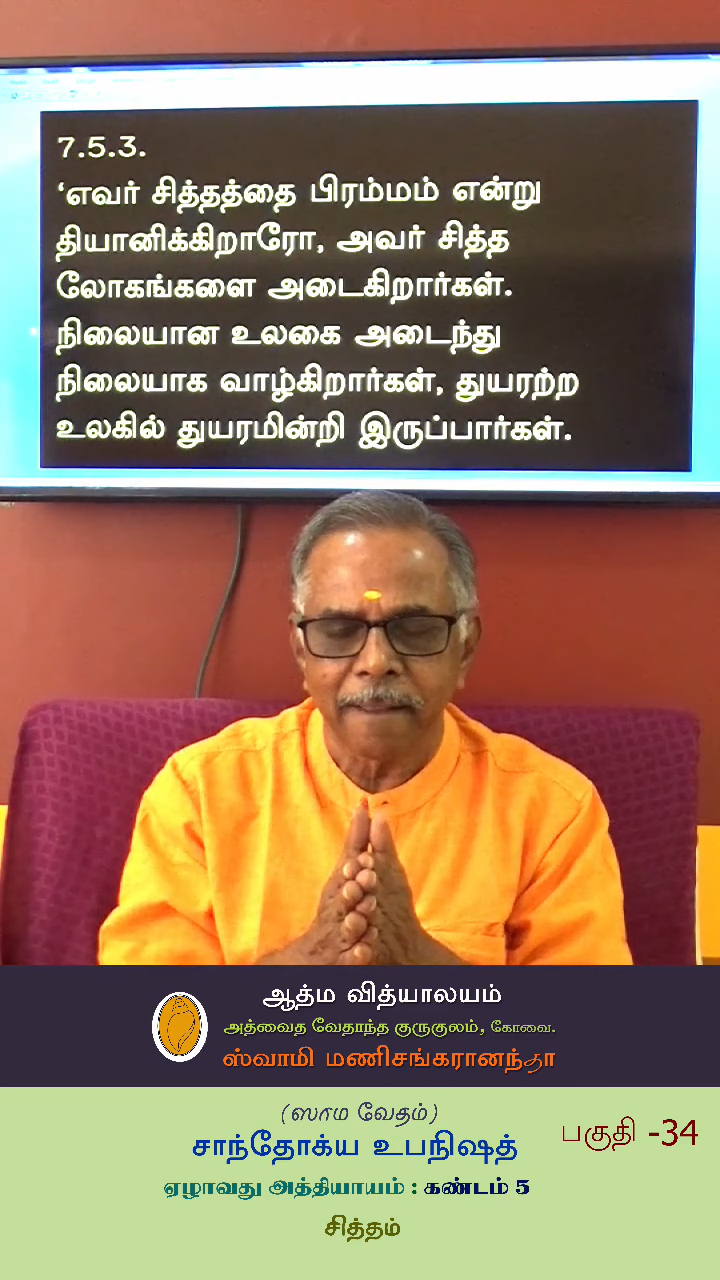 7.5.3.
‘எவர் சித்தத்தை பிரம்மம் என்று
தியானிக்கிறாரோ, அவர் சித்த
லோகங்களை அடைகிறார்கள்.
நிலையான உலகை அடைந்து
நிலையாக வாழ்கிறார்கள், துயரற்ற
உலகில் துயரமின்றி இருப்பார்கள்.
ஆத்ம வித்யாலயம்
அத்வைத வேதாந்த குருகுலம், கோவை.
ஸ்வாமி மணிசங்கரானந்தா
(ஸாம வேதம்)
சாந்தோக்ய உபநிஷத்
பகுதி -34
ஏழாவது அத்தியாயம் : கண்டம் 5
சித்தம்